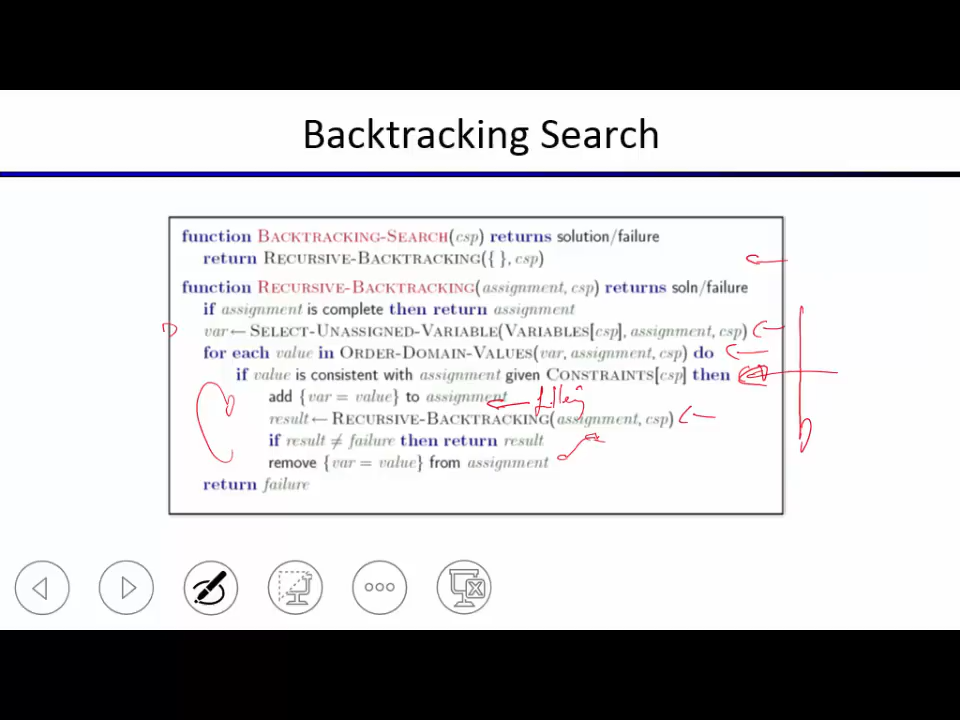 Backtracking Search
function BACKTRACKING-SEARCH(csp) returns solution/failure
return RECURSIVE-BACKTRACKING({ }, csp)
function RECURSIVE-BACKTRACKING(assignment, csp) returns soln/failure
if assignment is complete then return assignment
var ← SELECT-UNASSIGNED-VARIABLE(VARIABLES[csp], assignment, csp)
for each value in ORDER-DOMAIN-VALUES(var, assignment, csp) do
if value is consistent with assignment given CONSTRAINTS[csp] then
add {var = value} to assignment
result ← RECURSIVE-BACKTRACKING(assignment, csp)
if result ≠ failure then return result
remove {var = value} from assignment
return failure